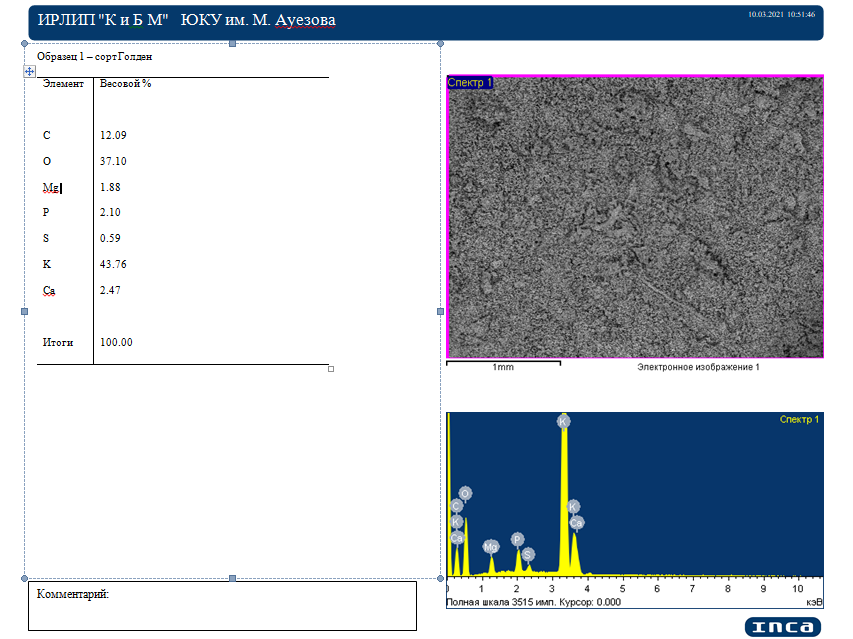 ИРЛИП "К и Б М" ЮКУ им. М. Ауезова
10.03.2021 10:51:46
Образец 1 – сорт Голден
Элемент Весовой %
C 12.09
O 37.10
Mg 1.88
P 2.10
S 0.59
K 43.76
Ca 2.47
Итоги 100.00
Комментарий:
Спектр 1
1mm Электронное изображение 1
Спектр 1
K
O
C K
K Ca
Ca Mg P S
0 1 2 3 4 5 6 7 8 9 10
Полная шкала 3515 имп. Курсор: 0.000 кэВ
INCA